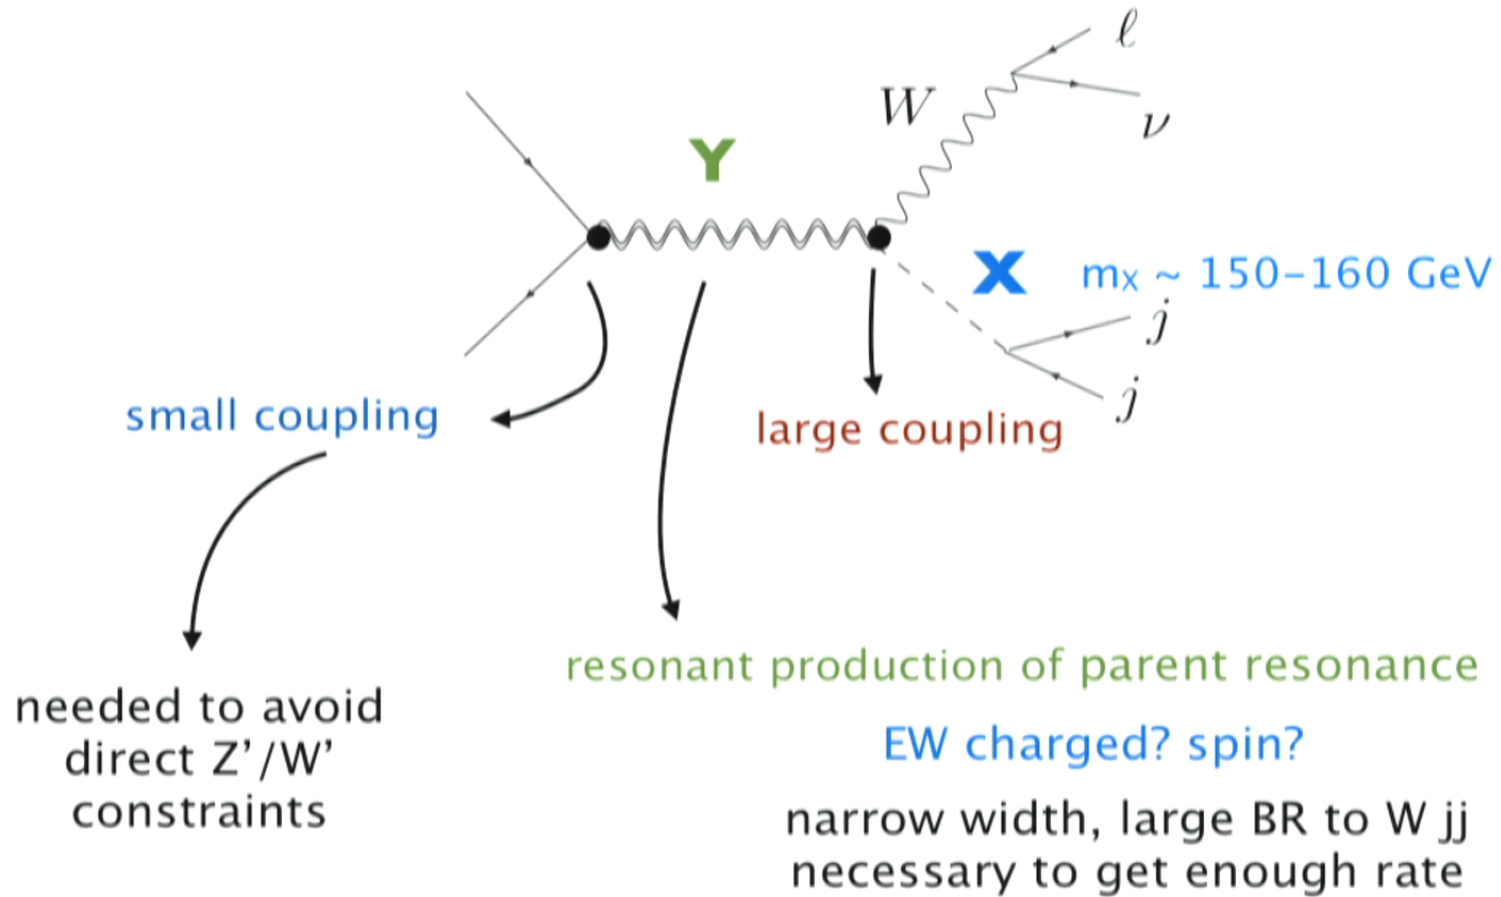 ℓ
W
ν
Y
X
mX ~ 150–160 GeV
j
j
small coupling
large coupling
resonant production of parent resonance
needed to avoid
direct Z’/W’
constraints
EW charged? spin?
narrow width, large BR to W jj
necessary to get enough rate